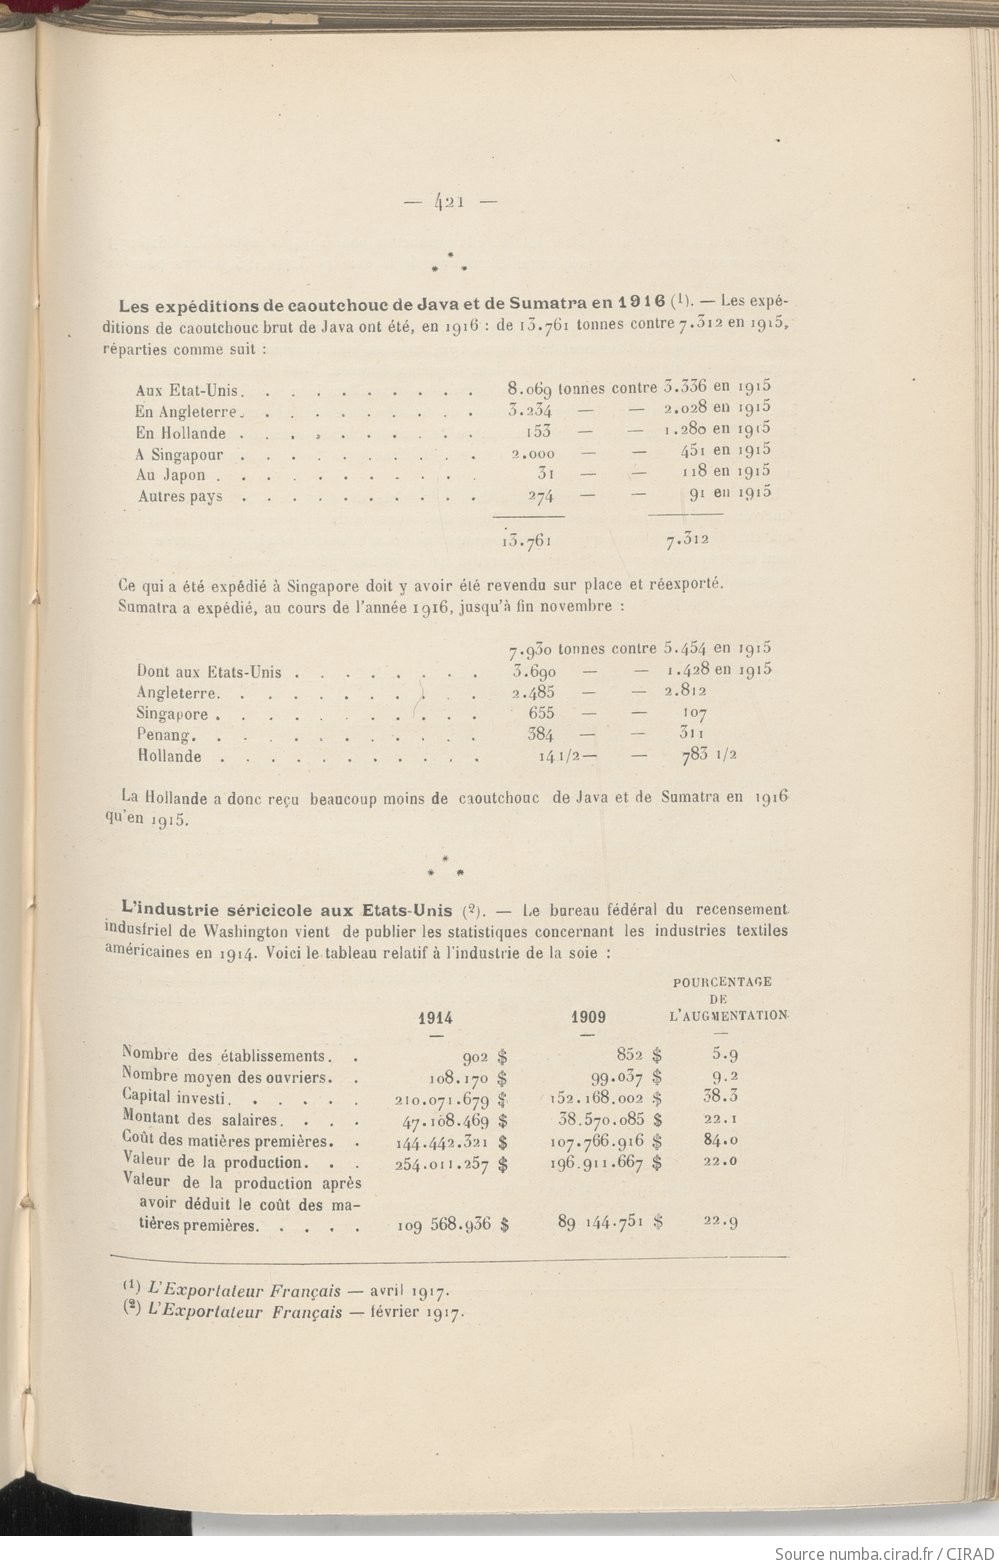 — 421 —
*
* *
Les expéditions de caoutchouc de Java et de Sumatra en 1916 (1). — Les expé-
ditions de caoutchouc brut de Java ont été, en 1916 : de 13.761 tonnes contre 7.312 en 1915,
réparties comme suit :
Aux Etat-Unis. . . . . . . . . . 8.069 tonnes contre 3.336 en 1915
En Angleterre. . . . . . . . . . 3.234 — — 2.028 en 1915
En Hollande . . . . . . . . . . 153 — — 1.280 en 1915
A Singapour . . . . . . . . . . 2.000 — — 451 en 1915
Au Japon . . . . . . . . . . . 31 — — 118 en 1915
Autres pays . . . . . . . . . . 274 — — 91 en 1915
13.761 7.312
Ce qui a été expédié à Singapore doit y avoir été revendu sur place et réexporté.
Sumatra a expédié, au cours de l'année 1916, jusqu'à fin novembre :
7.930 tonnes contre 5.454 en 1915
Dont aux Etats-Unis . . . . . . . . 3.690 — — 1.428 en 1915
Angleterre. . . . . . . . . . . 2.485 — — 2.812
Singapore . . . . . . . . . . . 655 — — 107
Penang. . . . . . . . . . . . 384 — — 311
Hollande . . . . . . . . . . . 14 1/2 — — 783 1/2
La Hollande a donc reçu beaucoup moins de caoutchouc de Java et de Sumatra en 1916
qu'en 1915.
*
* *
L'industrie séricicole aux Etats-Unis (2). — Le bureau fédéral du recensement
industriel de Washington vient de publier les statistiques concernant les industries textiles
américaines en 1914. Voici le tableau relatif à l'industrie de la soie :
POURCENTAGE
DE
1914 1909 L'AUGMENTATION
— — —
Nombre des établissements. . 902 $ 852 $ 5.9
Nombre moyen des ouvriers. . 108.170 $ 99.037 $ 9.2
Capital investi. . . . . . 210.071.679 $ 152.168.002 $ 38.3
Montant des salaires. . . . 47.108.469 $ 38.570.085 $ 22.1
Coût des matières premières. . 144.442.321 $ 107.766.916 $ 84.0
Valeur de la production. . . 254.011.257 $ 196.911.667 $ 22.0
Valeur de la production après
avoir déduit le coût des ma-
tières premières. . . . . 109 568.936 $ 89 144.751 $ 22.9
(1) L'Exportateur Français — avril 1917.
(2) L'Exportateur Français — février 1917.
Source numba.cirad.fr / CIRAD